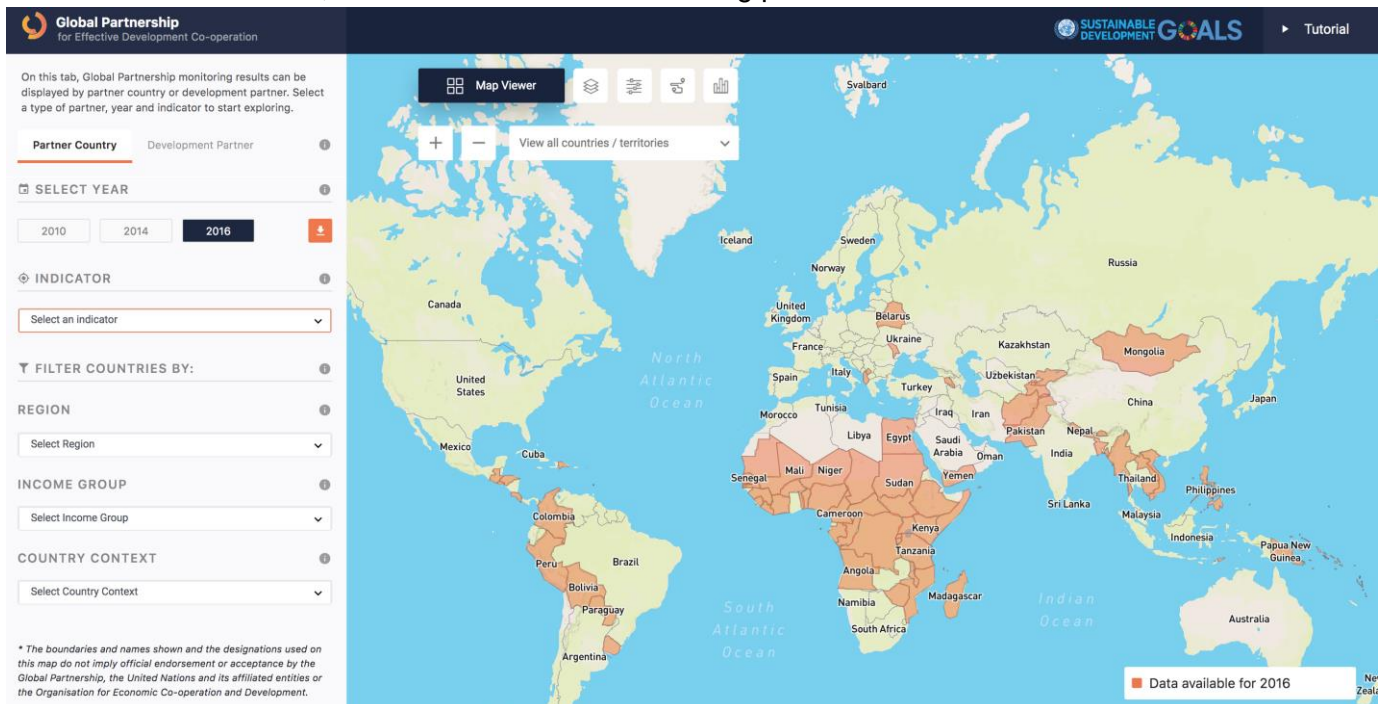 Global Partnership
for Effective Development Co-operation
SUSTAINABLE
DEVELOPMENT
GOALS
Tutorial
On this tab, Global Partnership monitoring results can be
displayed by partner country or development partner. Select
a type of partner, year and indicator to start exploring.
Partner Country
Development Partner
SELECT YEAR
2010
2014
2016
INDICATOR
Select an indicator
FILTER COUNTRIES BY:
REGION
Select Region
INCOME GROUP
Select Income Group
COUNTRY CONTEXT
Select Country Context
* The boundaries and names shown and the designations used on
this map do not imply official endorsement or acceptance by the
Global Partnership, the United Nations and its affiliated entities or
the Organisation for Economic Co-operation and Development.
Map Viewer
View all countries / territories
Svalbard
Iceland
Sweden
Norway
Russia
Canada
United
Kingdom
Belarus
Ukraine
France
Kazakhstan
Mongolia
North
Atlantic
Ocean
Spain
Italy
Turkey
Uzbekistan
United
States
China
Japan
Morocco
Tunisia
Iraq
Iran
Pakistan
Nepal
Mexico
Cuba
Libya
Egypt
Saudi
Arabia
Oman
India
Senegal
Mali
Niger
Sudan
Yemen
Thailand
Philippines
Sri Lanka
Malaysia
Colombia
Cameroon
Kenya
Indonesia
Papua New
Guinea
Tanzania
Peru
Brazil
Angola
Bolivia
Paraguay
Namibia
Madagascar
South
Atlantic
Ocean
Indian
Ocean
South Africa
Australia
Argentina
Data available for 2016